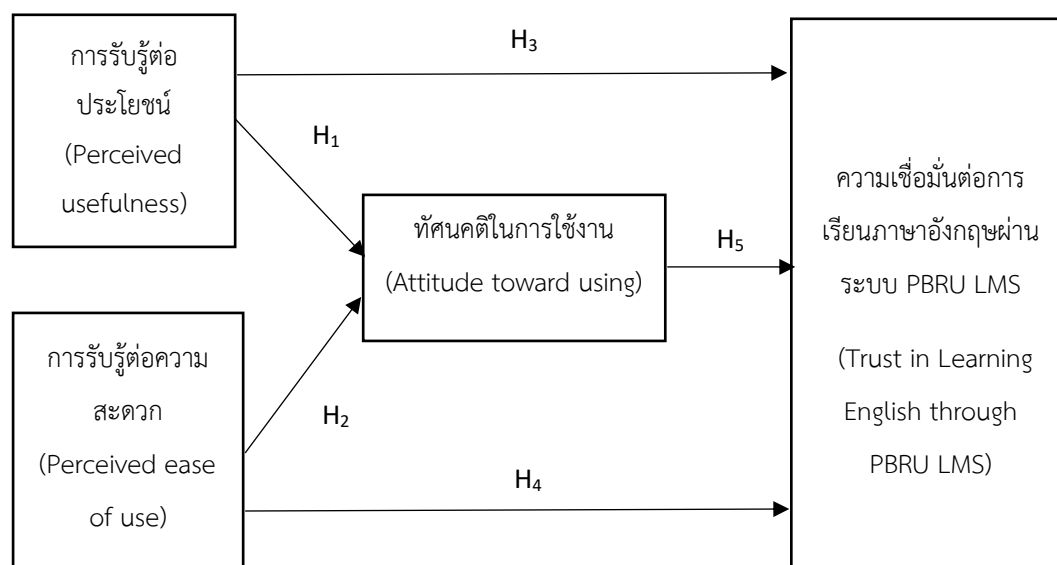 การรับรู้ต่อ
ประโยชน์
(Perceived
usefulness)
H₃
H₁
ทัศนคติในการใช้งาน
(Attitude toward using)
H₅
ความเชื่อมั่นต่อการ
เรียนภาษาอังกฤษผ่าน
ระบบ PBRU LMS
(Trust in Learning
English through
PBRU LMS)
การรับรู้ต่อความ
สะดวก
(Perceived ease
of use)
H₂
H₄